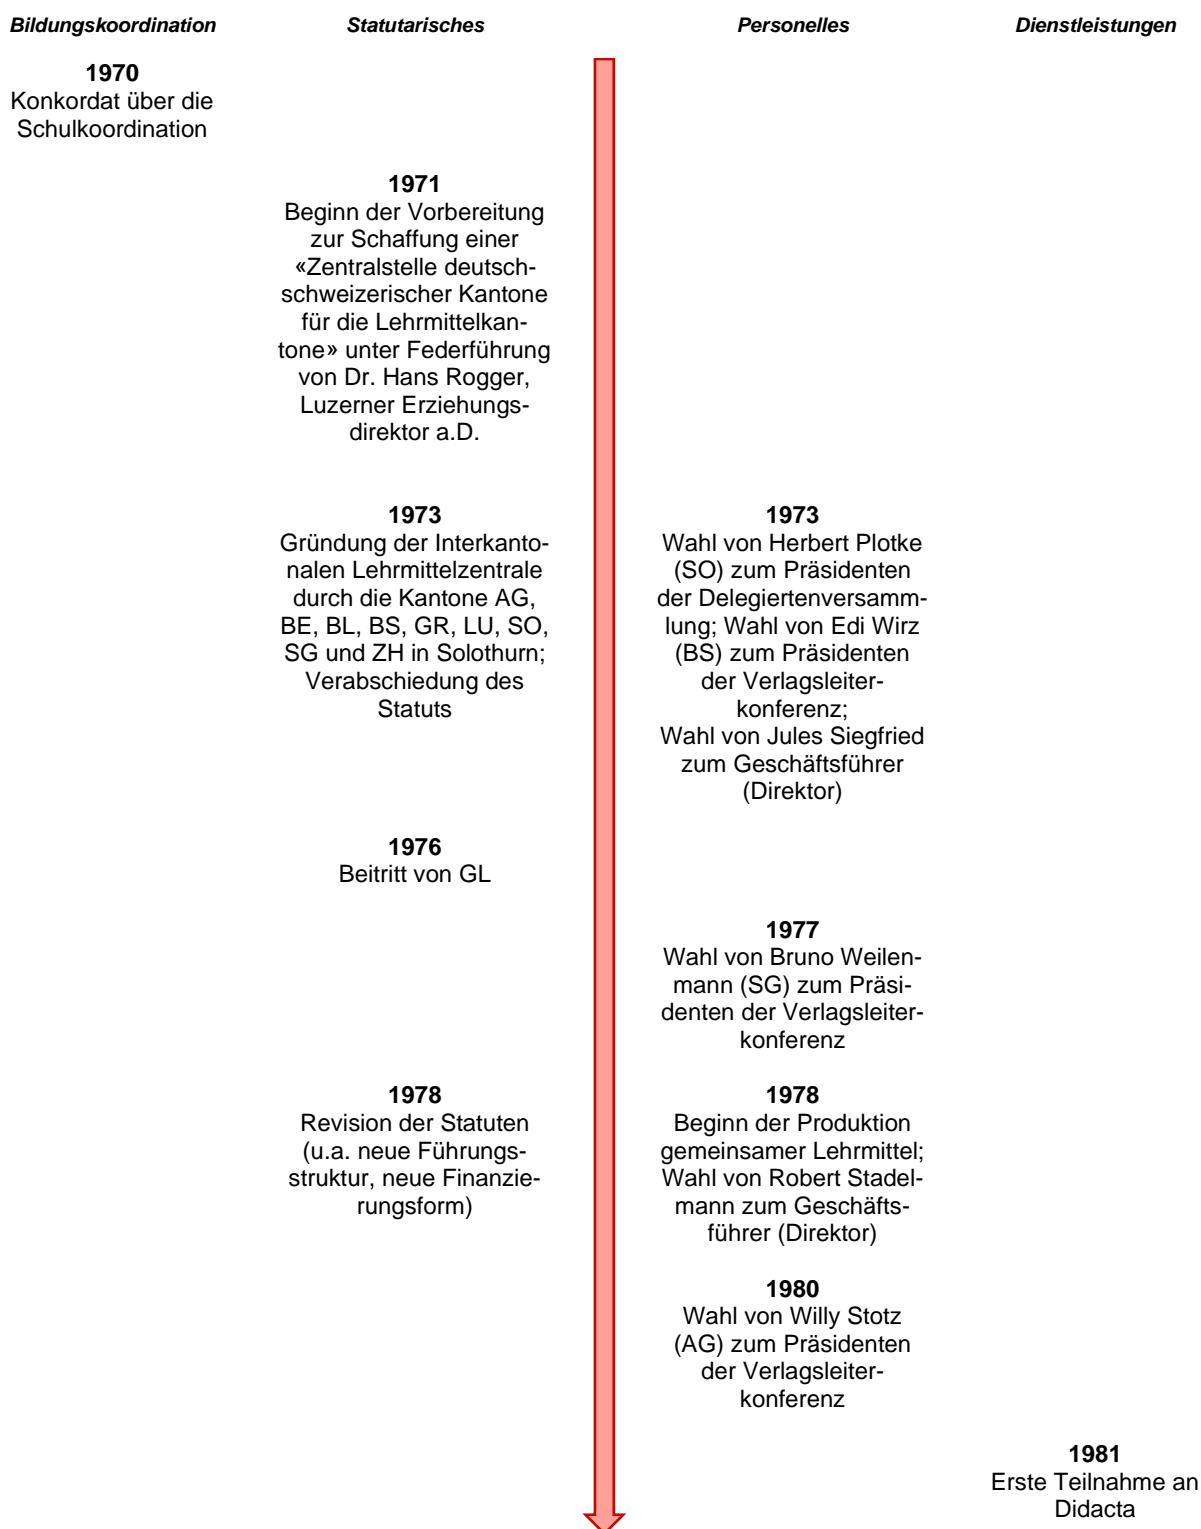 Bildungskoordination Statutarisches Personelles Dienstleistungen
1970
Konkordat über die
Schulkoordination
1971
Beginn der Vorbereitung
zur Schaffung einer
«Zentralstelle deutsch-
schweizerischer Kantone
für die Lehrmittelkan-
tone» unter Federführung
von Dr. Hans Rogger,
Luzerner Erziehungs-
direktor a.D.
1973
Gründung der Interkanto-
nalen Lehrmittelzentrale
durch die Kantone AG,
BE, BL, BS, GR, LU, SO,
SG und ZH in Solothurn;
Verabschiedung des
Statuts
1973
Wahl von Herbert Plotke
(SO) zum Präsidenten
der Delegiertenversamm-
lung; Wahl von Edi Wirz
(BS) zum Präsidenten
der Verlagsleiter-
konferenz;
Wahl von Jules Siegfried
zum Geschäftsführer
(Direktor)
1976
Beitritt von GL
1977
Wahl von Bruno Weilen-
mann (SG) zum Präsi-
denten der Verlagsleiter-
konferenz
1978
Revision der Statuten
(u.a. neue Führungs-
struktur, neue Finanzie-
rungsform)
1978
Beginn der Produktion
gemeinsamer Lehrmittel;
Wahl von Robert Stadel-
mann zum Geschäfts-
führer (Direktor)
1980
Wahl von Willy Stotz
(AG) zum Präsidenten
der Verlagsleiter-
konferenz
1981
Erste Teilnahme an
Didacta